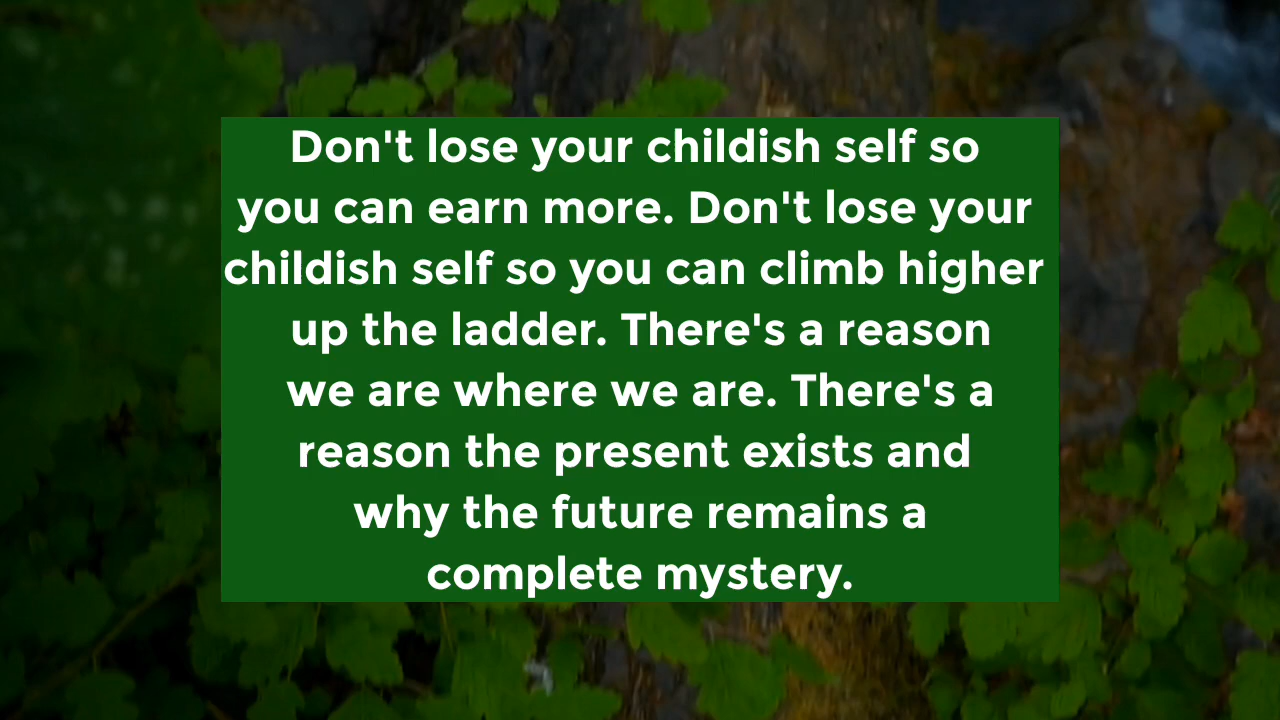 Don't lose your childish self so
you can earn more. Don't lose your
childish self so you can climb higher
up the ladder. There's a reason
we are where we are. There's a
reason the present exists and
why the future remains a
complete mystery.